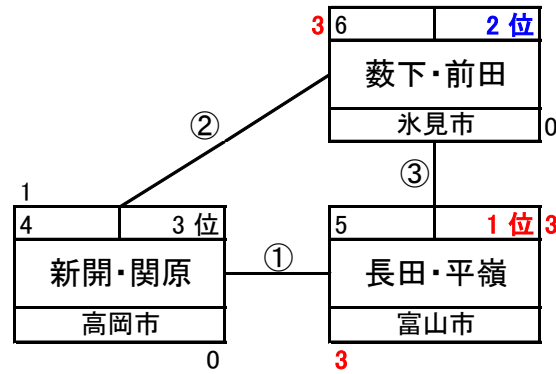 3 6 2 位
薮下・前田
氷見市 0
②
③
1
4 3 位
新開・関原
高岡市
0
①
5 1 位 3
長田・平嶺
富山市
3